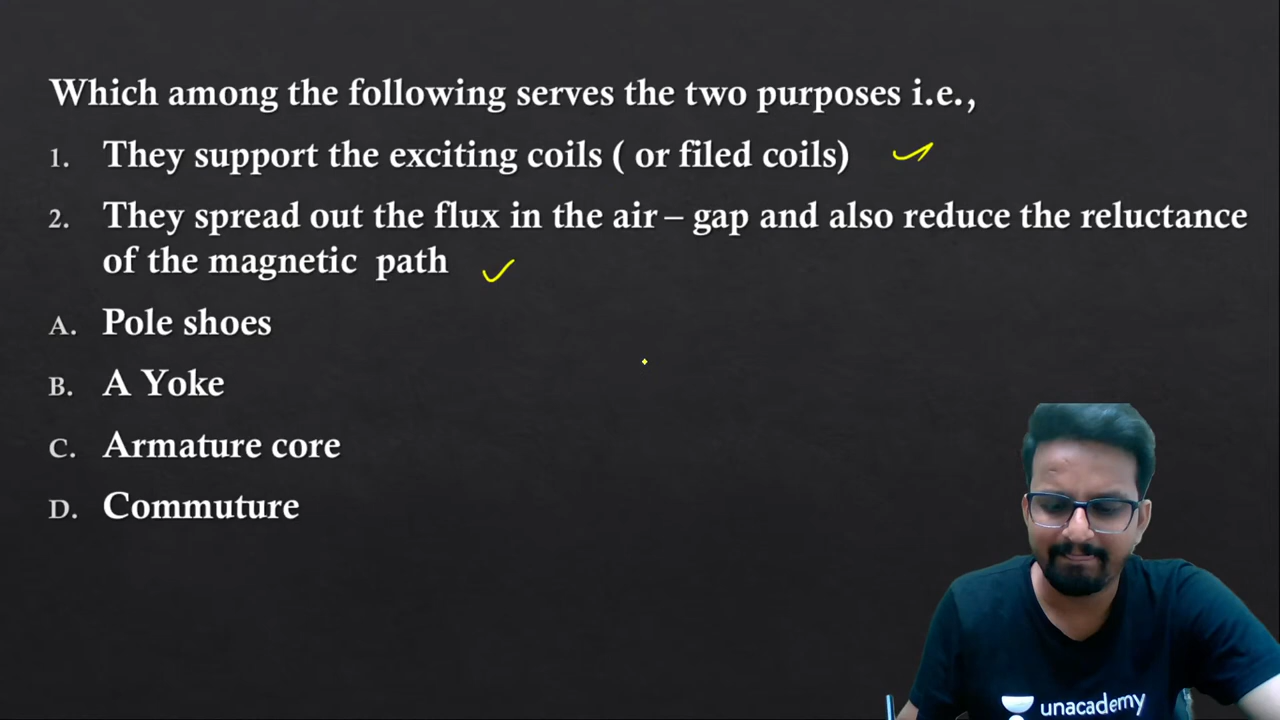 Which among the following serves the two purposes i.e.,
1. They support the exciting coils ( or filed coils)
2. They spread out the flux in the air – gap and also reduce the reluctance
of the magnetic path
A. Pole shoes
B. A Yoke
C. Armature core
D. Commuture
unacademy